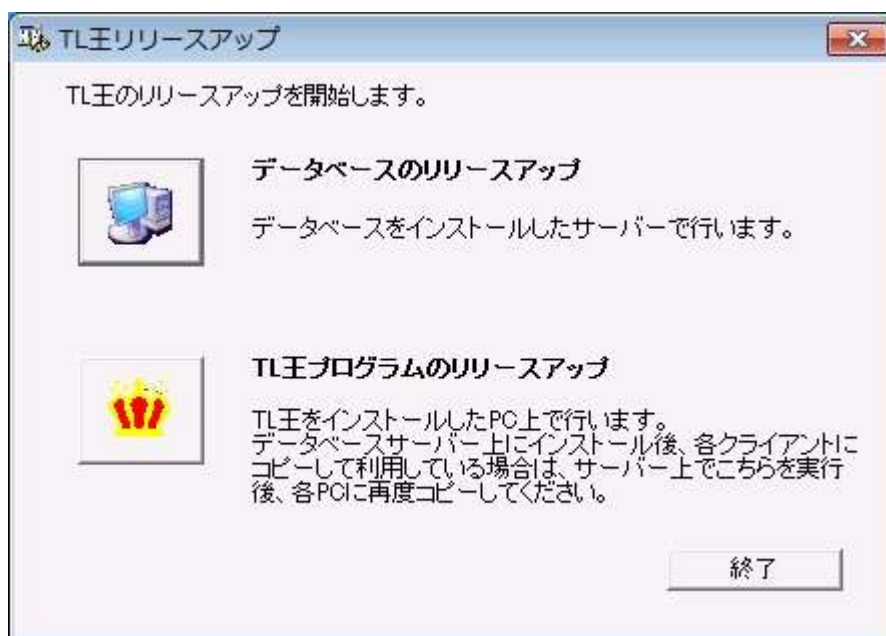 TL王リリースアップ
TL王のリリースアップを開始します。
データベースのリリースアップ
データベースをインストールしたサーバーで行います。
TL王プログラムのリリースアップ
TL王をインストールしたPC上で行います。
データベースサーバー上にインストール後、各クライアントに
コピーして利用している場合は、サーバー上でこちらを実行
後、各PCに再度コピーしてください。
終了